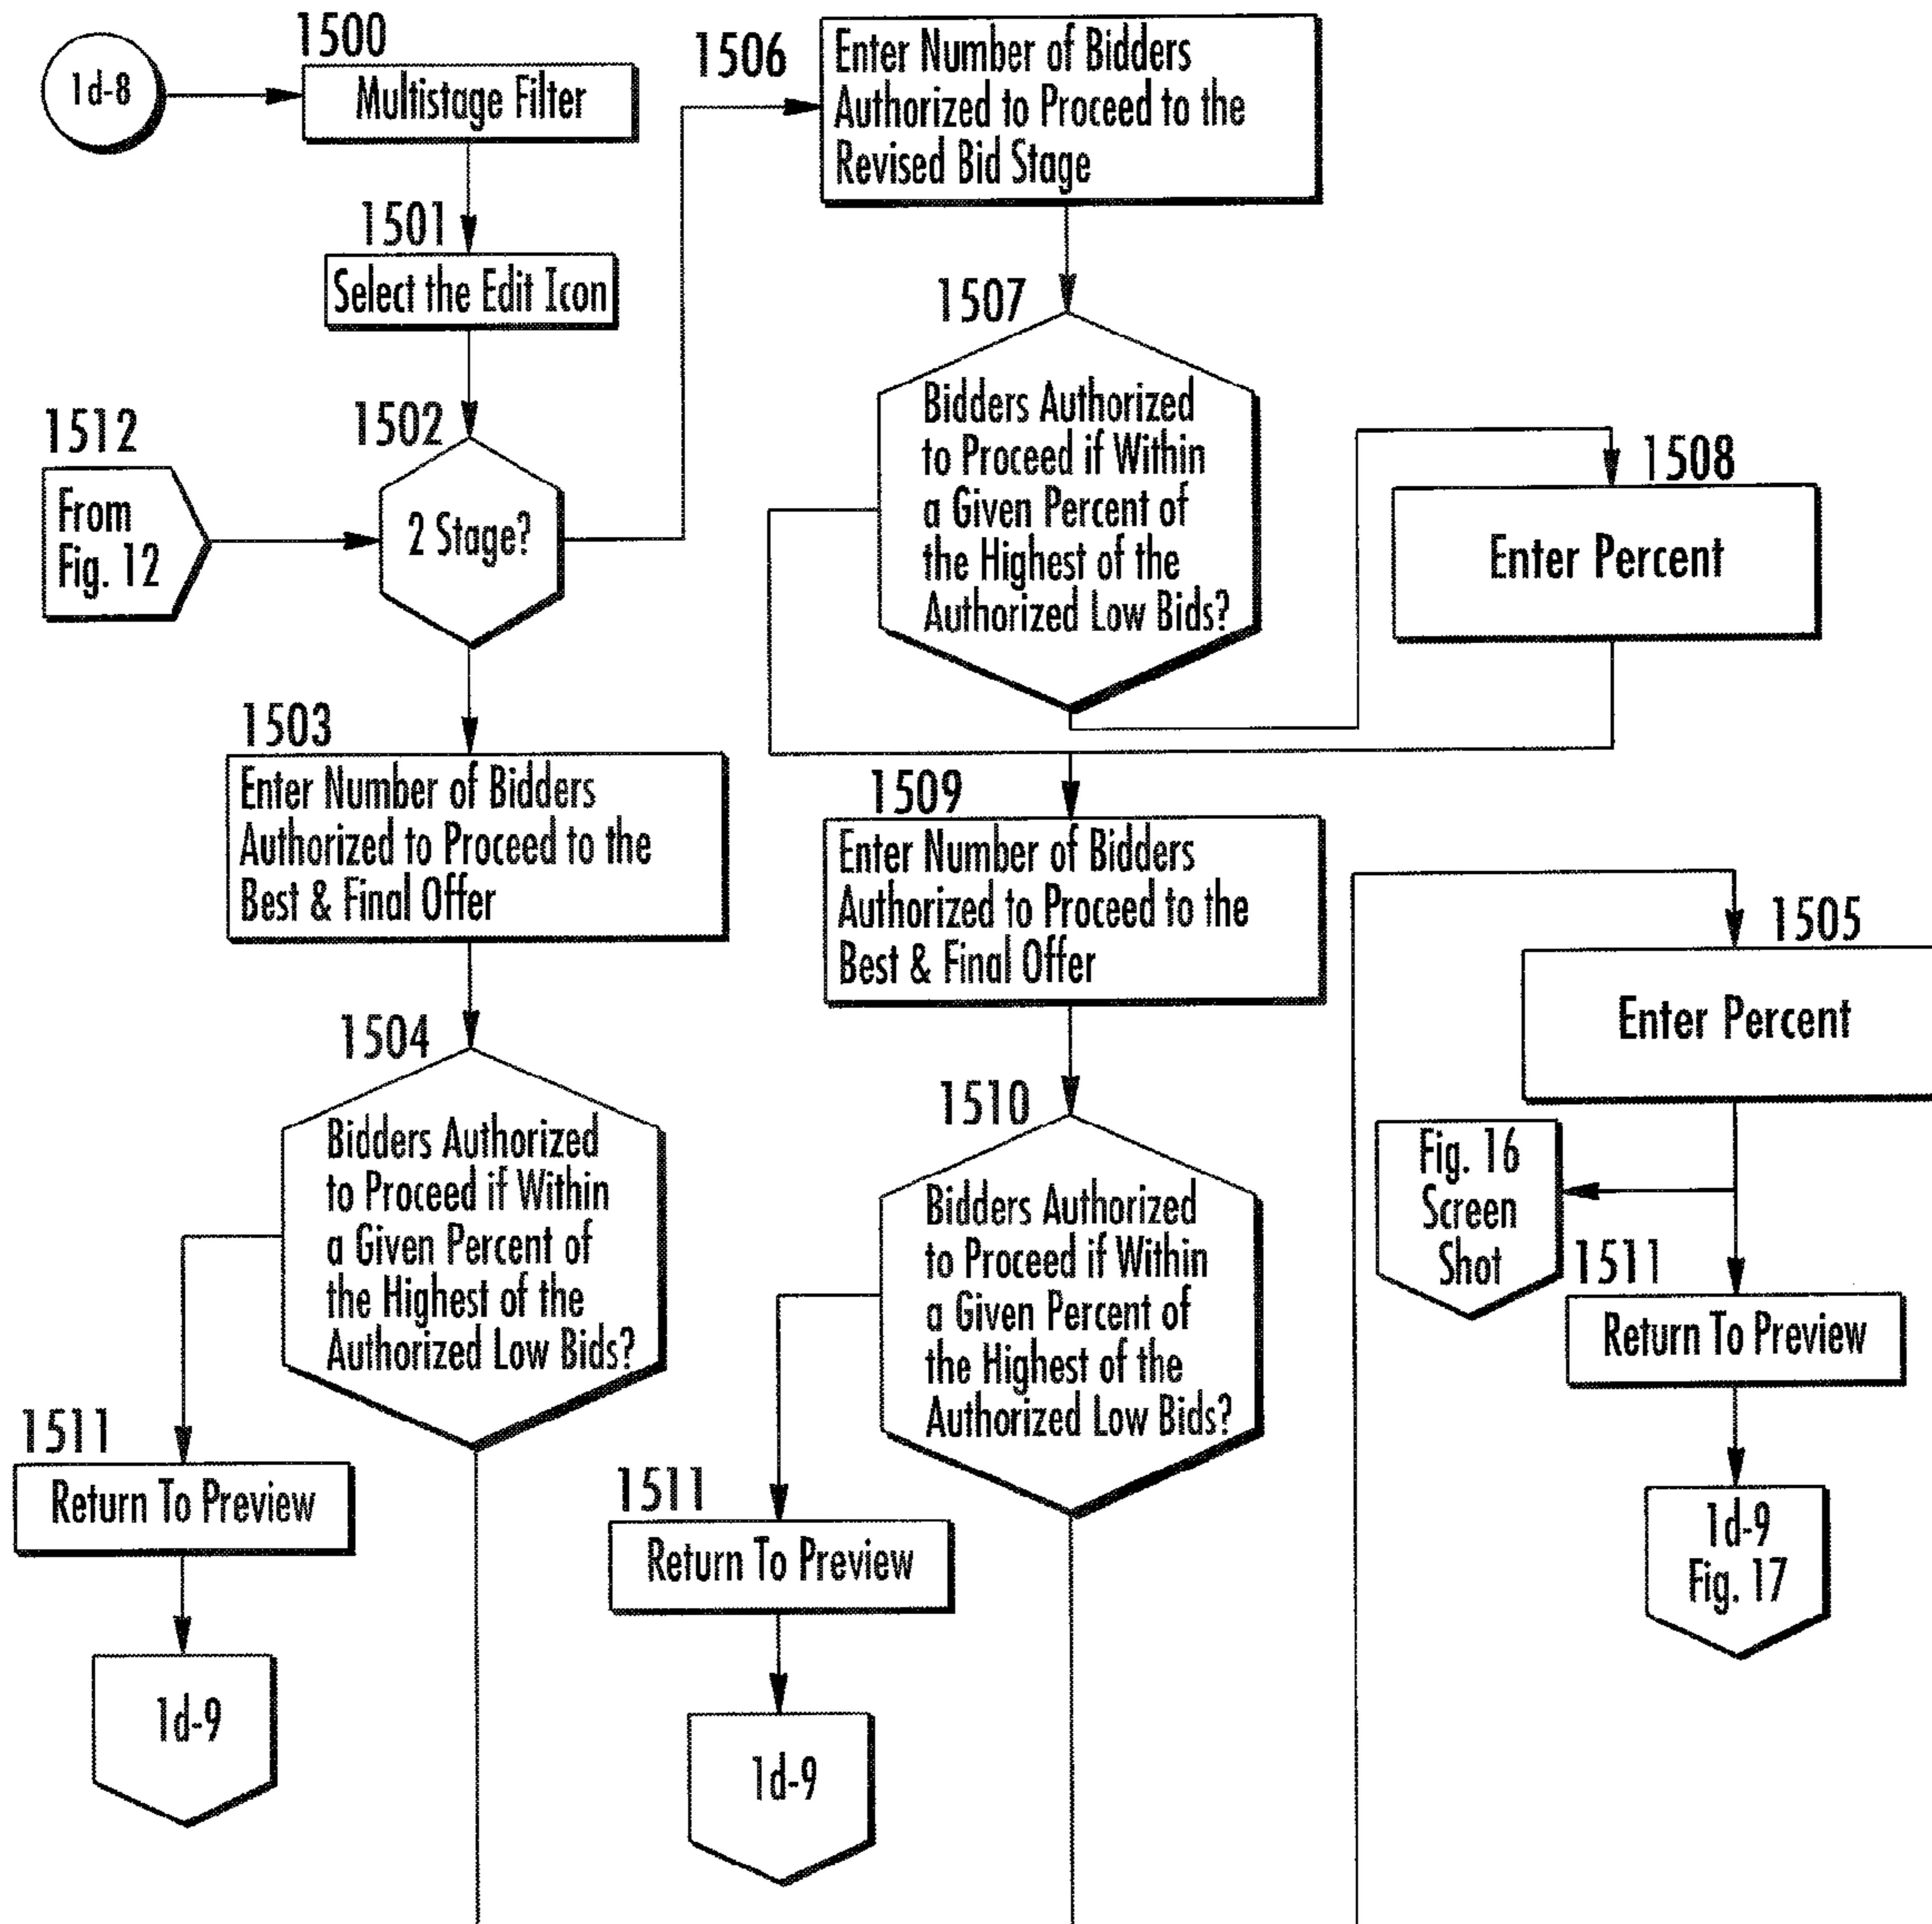 1d-8
1500
Multistage Filter
1501
Select the Edit Icon
1512
From
Fig. 12
1502
2 Stage?
1503
Enter Number of Bidders
Authorized to Proceed to the
Best & Final Offer
1504
Bidders Authorized
to Proceed if Within
a Given Percent of
the Highest of the
Authorized Low Bids?
1511
Return To Preview
1d-9
1506
Enter Number of Bidders
Authorized to Proceed to the
Revised Bid Stage
1507
Bidders Authorized
to Proceed if Within
a Given Percent of
the Highest of the
Authorized Low Bids?
1508
Enter Percent
1509
Enter Number of Bidders
Authorized to Proceed to the
Best & Final Offer
1510
Bidders Authorized
to Proceed if Within
a Given Percent of
the Highest of the
Authorized Low Bids?
1511
Return To Preview
1d-9
1505
Enter Percent
Fig. 16
Screen
Shot
1511
Return To Preview
1d-9
Fig. 17